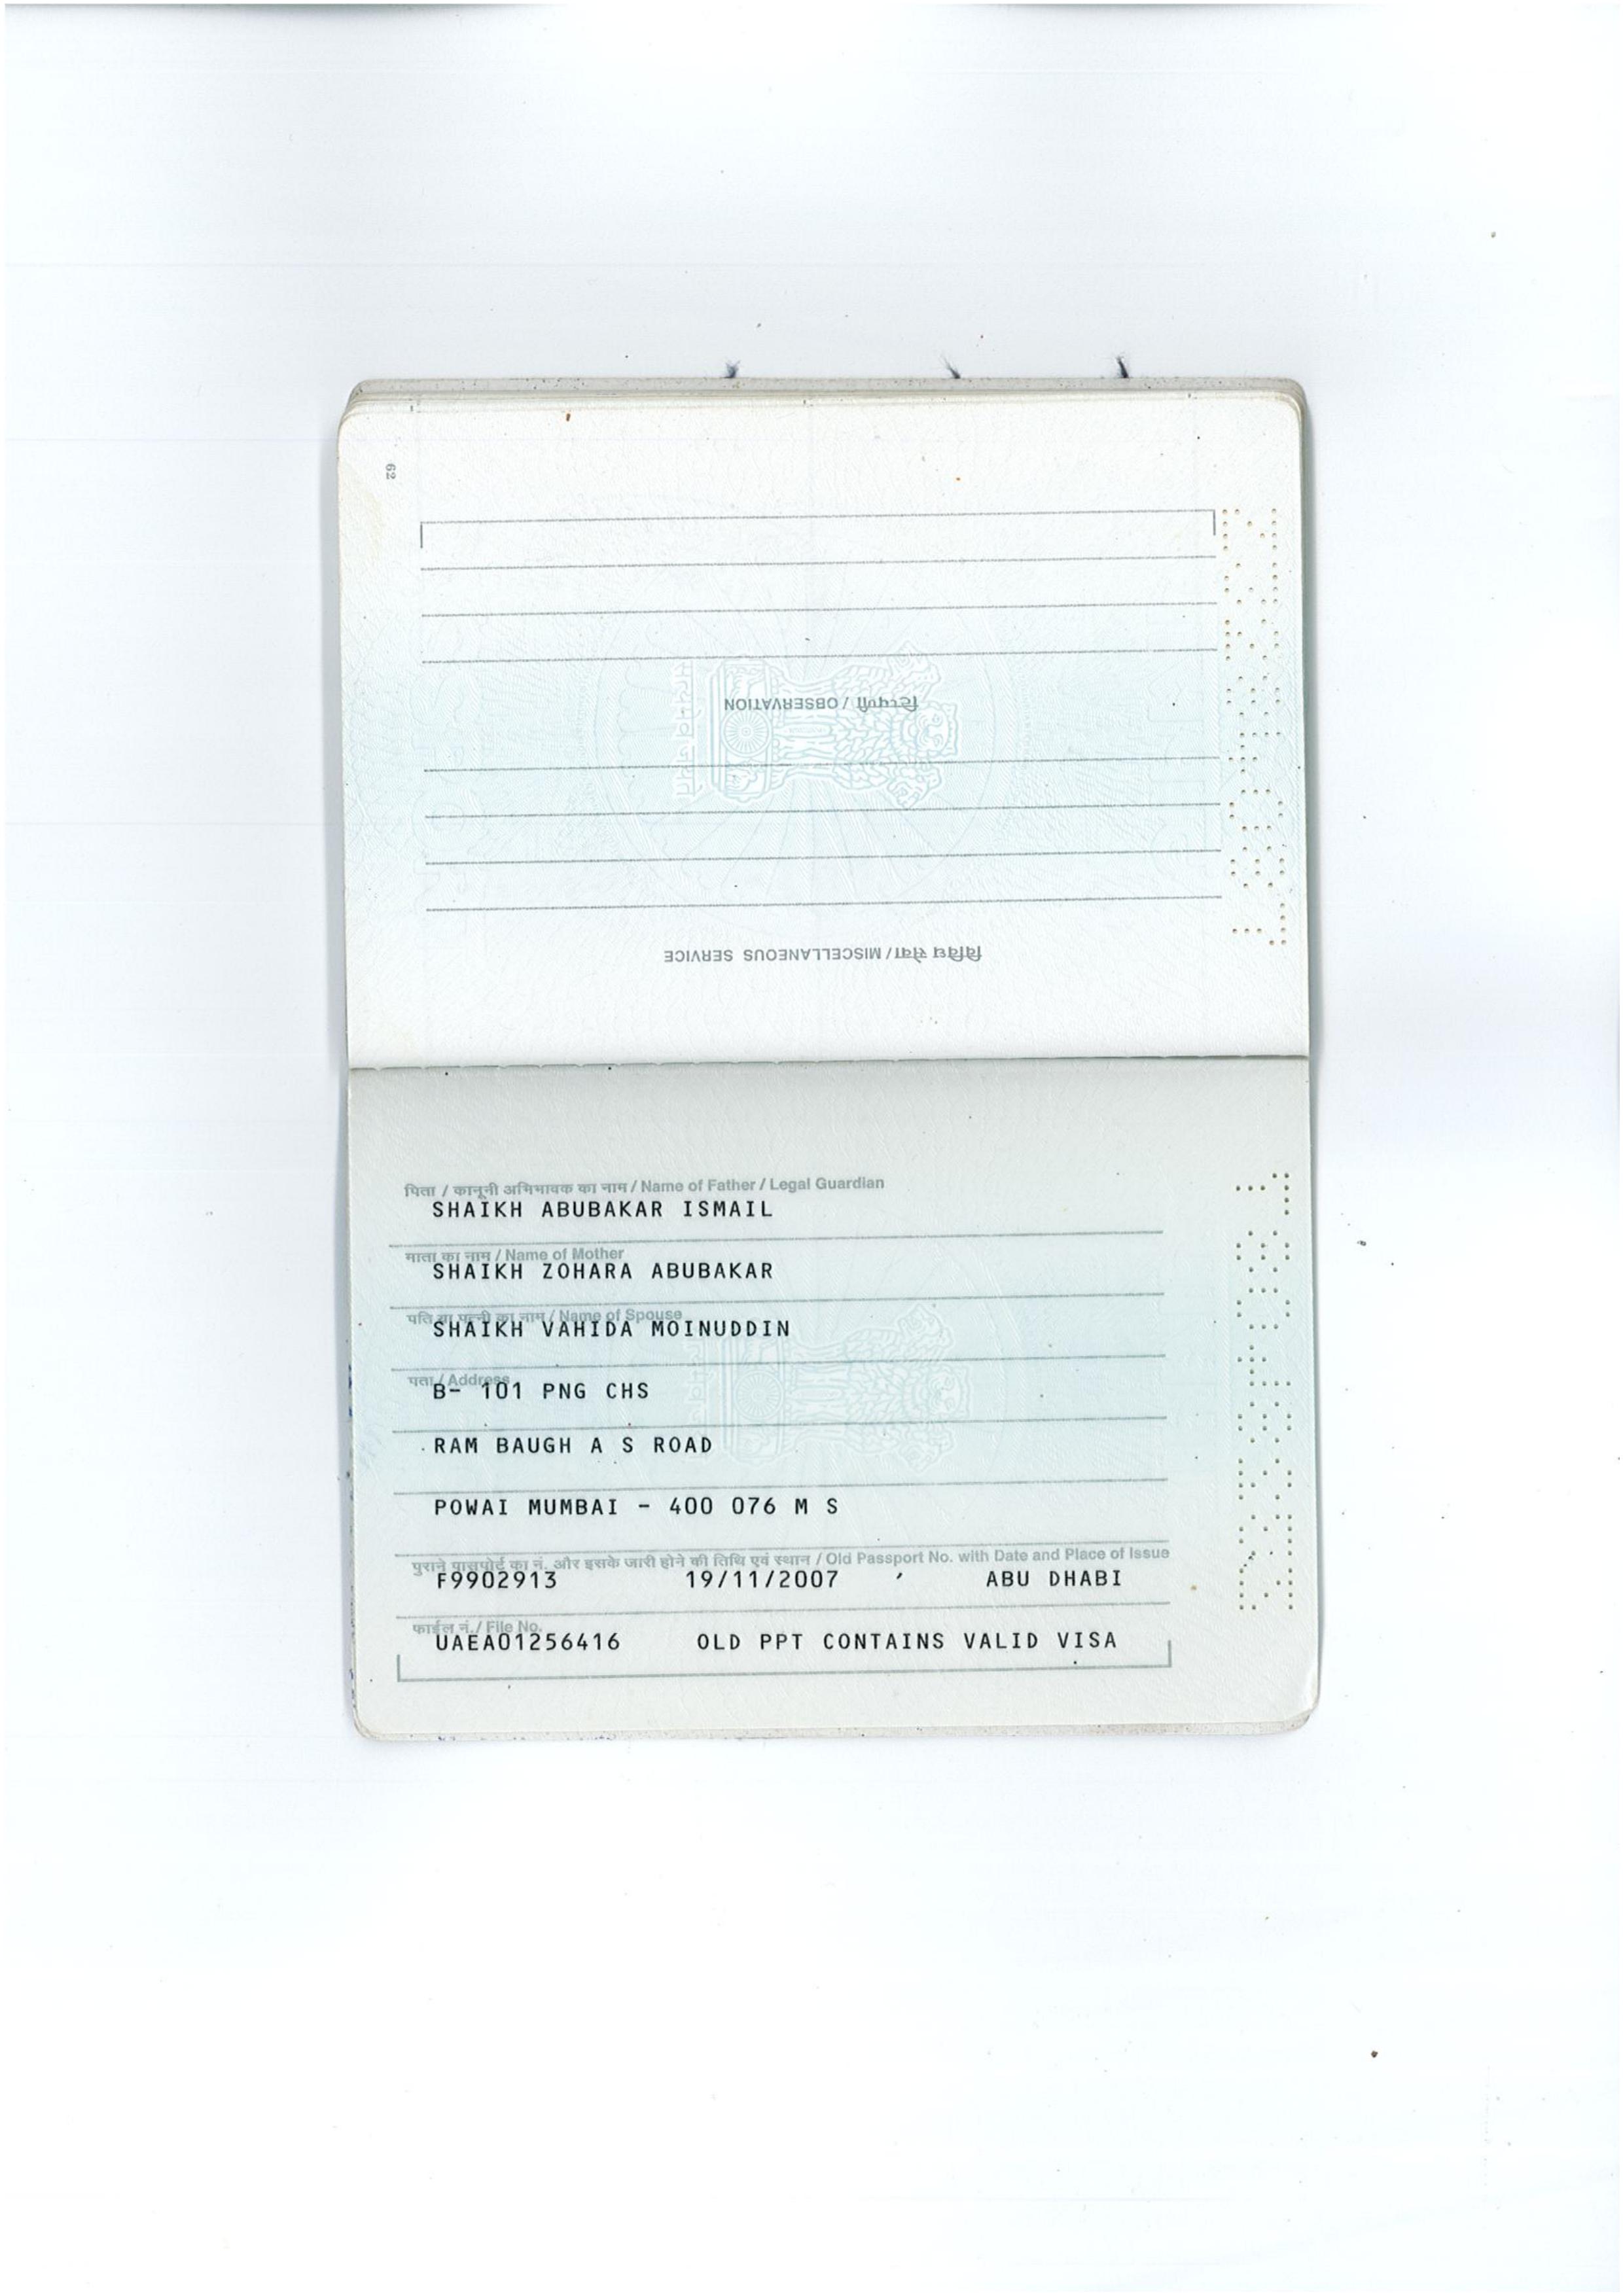 62
टिप्पणी / OBSERVATION
विविध सेवा / MISCELLANEOUS SERVICE
पिता / कानूनी अभिभावक का नाम / Name of Father / Legal Guardian
SHAIKH ABUBAKAR ISMAIL
माता का नाम / Name of Mother
SHAIKH ZOHARA ABUBAKAR
पति या पत्नी का नाम / Name of Spouse
SHAIKH VAHIDA MOINUDDIN
पता / Address
B- 101 PNG CHS
RAM BAUGH A S ROAD
POWAI MUMBAI - 400 076 M S
पुराने पासपोर्ट का नं. और इसके जारी होने की तिथि एवं स्थान / Old Passport No. with Date and Place of Issue
F9902913 19/11/2007 ABU DHABI
फाईल नं. / File No.
UAEA01256416 OLD PPT CONTAINS VALID VISA